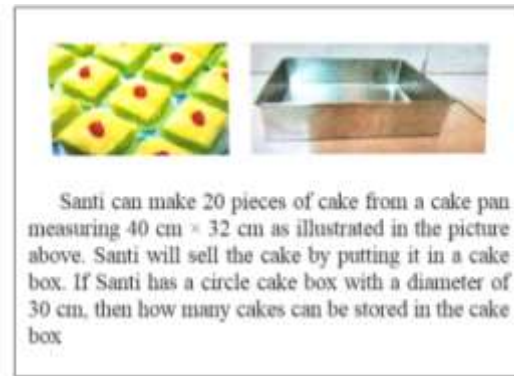 Santi can make 20 pieces of cake from a cake pan
measuring 40 cm × 32 cm as illustrated in the picture
above. Santi will sell the cake by putting it in a cake
box. If Santi has a circle cake box with a diameter of
30 cm, then how many cakes can be stored in the cake
box